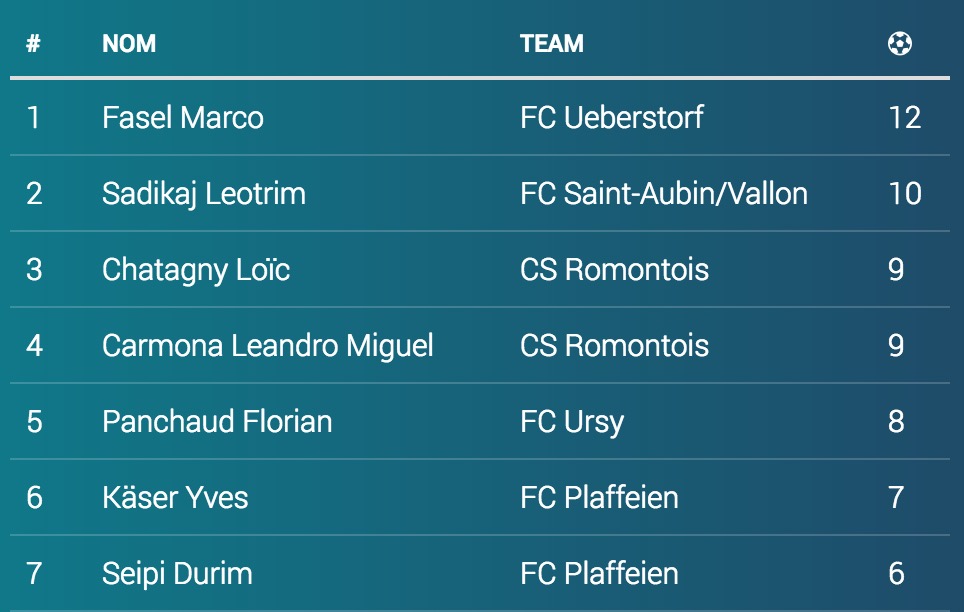 # NOM TEAM
1 Fasel Marco FC Ueberstorf 12
2 Sadikaj Leotrim FC Saint-Aubin/Vallon 10
3 Chatagny Loïc CS Romontois 9
4 Carmona Leandro Miguel CS Romontois 9
5 Panchaud Florian FC Ursy 8
6 Käser Yves FC Plaffeien 7
7 Seipi Durim FC Plaffeien 6